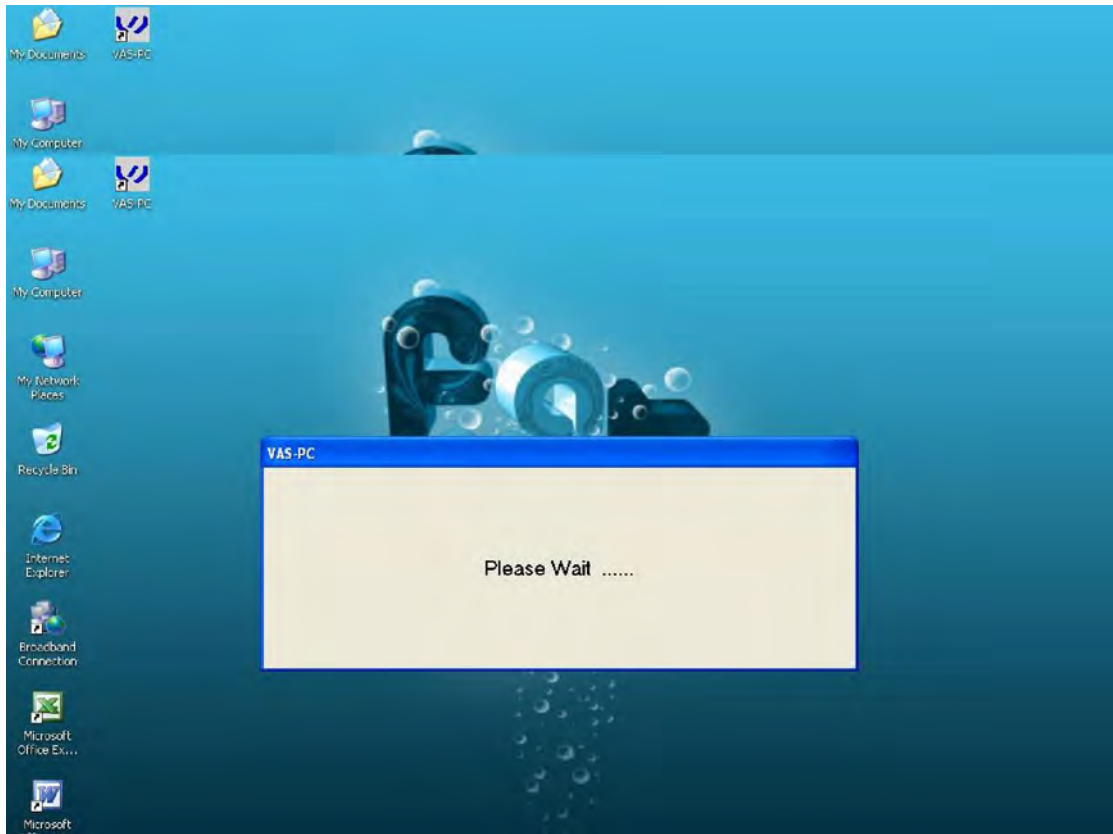 My Documents
VAS-PC
My Computer
My Documents
VAS-PC
My Computer
My Network
Places
Recycle Bin
Internet
Explorer
Broadband
Connection
Microsoft
Office Ex...
Microsoft
VAS-PC
Please Wait ......